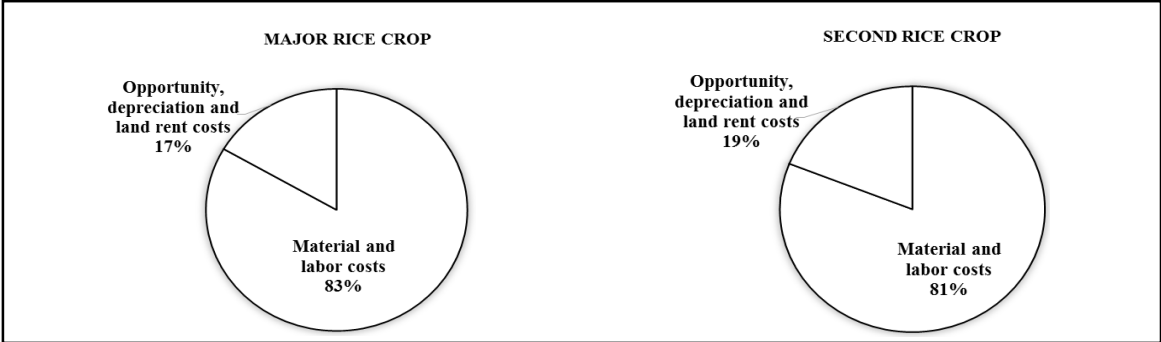 MAJOR RICE CROP
Opportunity,
depreciation and
land rent costs
17%
Material and
labor costs
83%
SECOND RICE CROP
Opportunity,
depreciation and
land rent costs
19%
Material and
labor costs
81%